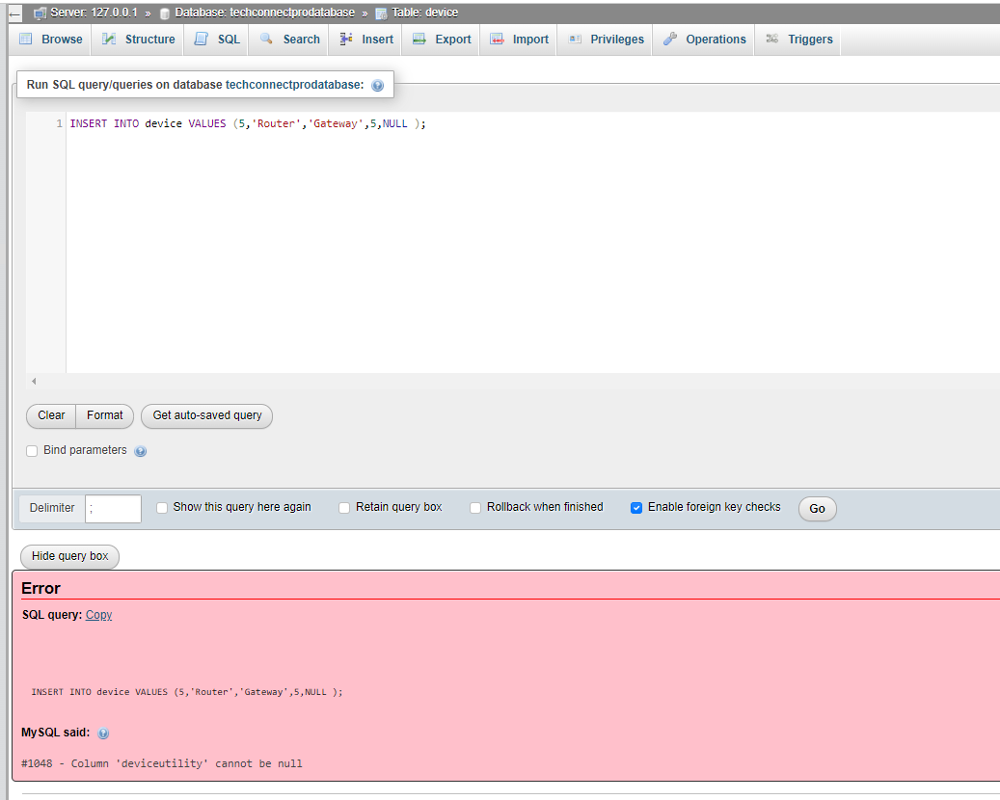 Server: 127.0.0.1 » Database: techconnectprodatabase » Table: device
Browse Structure SQL Search Insert Export Import Privileges Operations Triggers
Run SQL query/queries on database techconnectprodatabase:
1 INSERT INTO device VALUES (5,'Router','Gateway',5,NULL );
Clear Format Get auto-saved query
Bind parameters
Delimiter ; Show this query here again Retain query box Rollback when finished Enable foreign key checks Go
Hide query box
Error
SQL query: Copy
INSERT INTO device VALUES (5,'Router','Gateway',5,NULL );
MySQL said:
#1048 - Column 'deviceutility' cannot be null